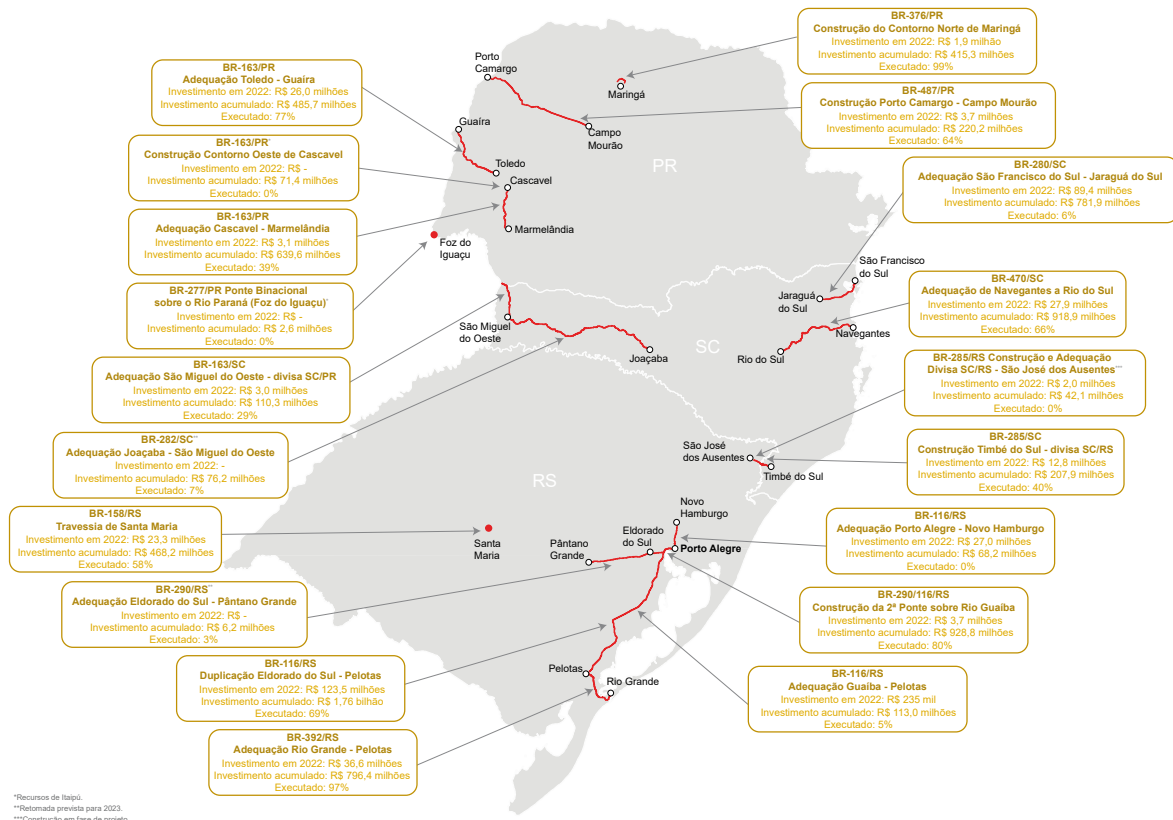 BR-376/PR
Construção do Contorno Norte de Maringá
Investimento em 2022: R$ 1,9 milhão
Investimento acumulado: R$ 415,3 milhões
Executado: 99%
BR-487/PR
Construção Porto Camargo - Campo Mourão
Investimento em 2022: R$ 3,7 milhões
Investimento acumulado: R$ 220,2 milhões
Executado: 64%
BR-163/PR
Adequação Toledo - Guaíra
Investimento em 2022: R$ 26,0 milhões
Investimento acumulado: R$ 485,7 milhões
Executado: 77%
BR-163/PR*
Construção Contorno Oeste de Cascavel
Investimento em 2022: R$ -
Investimento acumulado: R$ 71,4 milhões
Executado: 0%
BR-163/PR
Adequação Cascavel - Marmelândia
Investimento em 2022: R$ 3,1 milhões
Investimento acumulado: R$ 639,6 milhões
Executado: 39%
BR-277/PR Ponte Binacional
sobre o Rio Paraná (Foz do Iguaçu)*
Investimento em 2022: R$ -
Investimento acumulado: R$ 2,6 milhões
Executado: 0%
BR-163/SC
Adequação São Miguel do Oeste - divisa SC/PR
Investimento em 2022: R$ 3,0 milhões
Investimento acumulado: R$ 110,3 milhões
Executado: 29%
BR-282/SC**
Adequação Joaçaba - São Miguel do Oeste
Investimento em 2022: -
Investimento acumulado: R$ 76,2 milhões
Executado: 7%
BR-158/RS
Travessia de Santa Maria
Investimento em 2022: R$ 23,3 milhões
Investimento acumulado: R$ 468,2 milhões
Executado: 58%
BR-290/RS**
Adequação Eldorado do Sul - Pântano Grande
Investimento em 2022: R$ -
Investimento acumulado: R$ 6,2 milhões
Executado: 3%
BR-116/RS
Duplicação Eldorado do Sul - Pelotas
Investimento em 2022: R$ 123,5 milhões
Investimento acumulado: R$ 1,76 bilhão
Executado: 69%
BR-392/RS
Adequação Rio Grande - Pelotas
Investimento em 2022: R$ 36,6 milhões
Investimento acumulado: R$ 796,4 milhões
Executado: 97%
BR-280/SC
Adequação São Francisco do Sul - Jaraguá do Sul
Investimento em 2022: R$ 89,4 milhões
Investimento acumulado: R$ 781,9 milhões
Executado: 6%
BR-470/SC
Adequação de Navegantes a Rio do Sul
Investimento em 2022: R$ 27,9 milhões
Investimento acumulado: R$ 918,9 milhões
Executado: 66%
BR-285/RS Construção e Adequação
Divisa SC/RS - São José dos Ausentes***
Investimento em 2022: R$ 2,0 milhões
Investimento acumulado: R$ 42,1 milhões
Executado: 0%
BR-285/SC
Construção Timbé do Sul - divisa SC/RS
Investimento em 2022: R$ 12,8 milhões
Investimento acumulado: R$ 207,9 milhões
Executado: 40%
BR-116/RS
Adequação Porto Alegre - Novo Hamburgo
Investimento em 2022: R$ 27,0 milhões
Investimento acumulado: R$ 68,2 milhões
Executado: 0%
BR-290/116/RS
Construção da 2ª Ponte sobre Rio Guaíba
Investimento em 2022: R$ 3,7 milhões
Investimento acumulado: R$ 928,8 milhões
Executado: 80%
BR-116/RS
Adequação Guaíba - Pelotas
Investimento em 2022: R$ 235 mil
Investimento acumulado: R$ 113,0 milhões
Executado: 5%
Porto
Camargo
Maringá
Guaíra
Campo
Mourão
PR
Toledo
Cascavel
Marmelândia
Foz do
Iguaçu
São Francisco
do Sul
Jaraguá
do Sul
São Miguel
do Oeste
Navegantes
SC
Joaçaba
Rio do Sul
São José
dos Ausentes
Timbé do Sul
RS
Novo
Hamburgo
Eldorado
do Sul
Santa
Maria
Pântano
Grande
Porto Alegre
Pelotas
Rio Grande
*Recursos de Itaipú.
**Retomada prevista para 2023.
***Construção em fase de projeto.